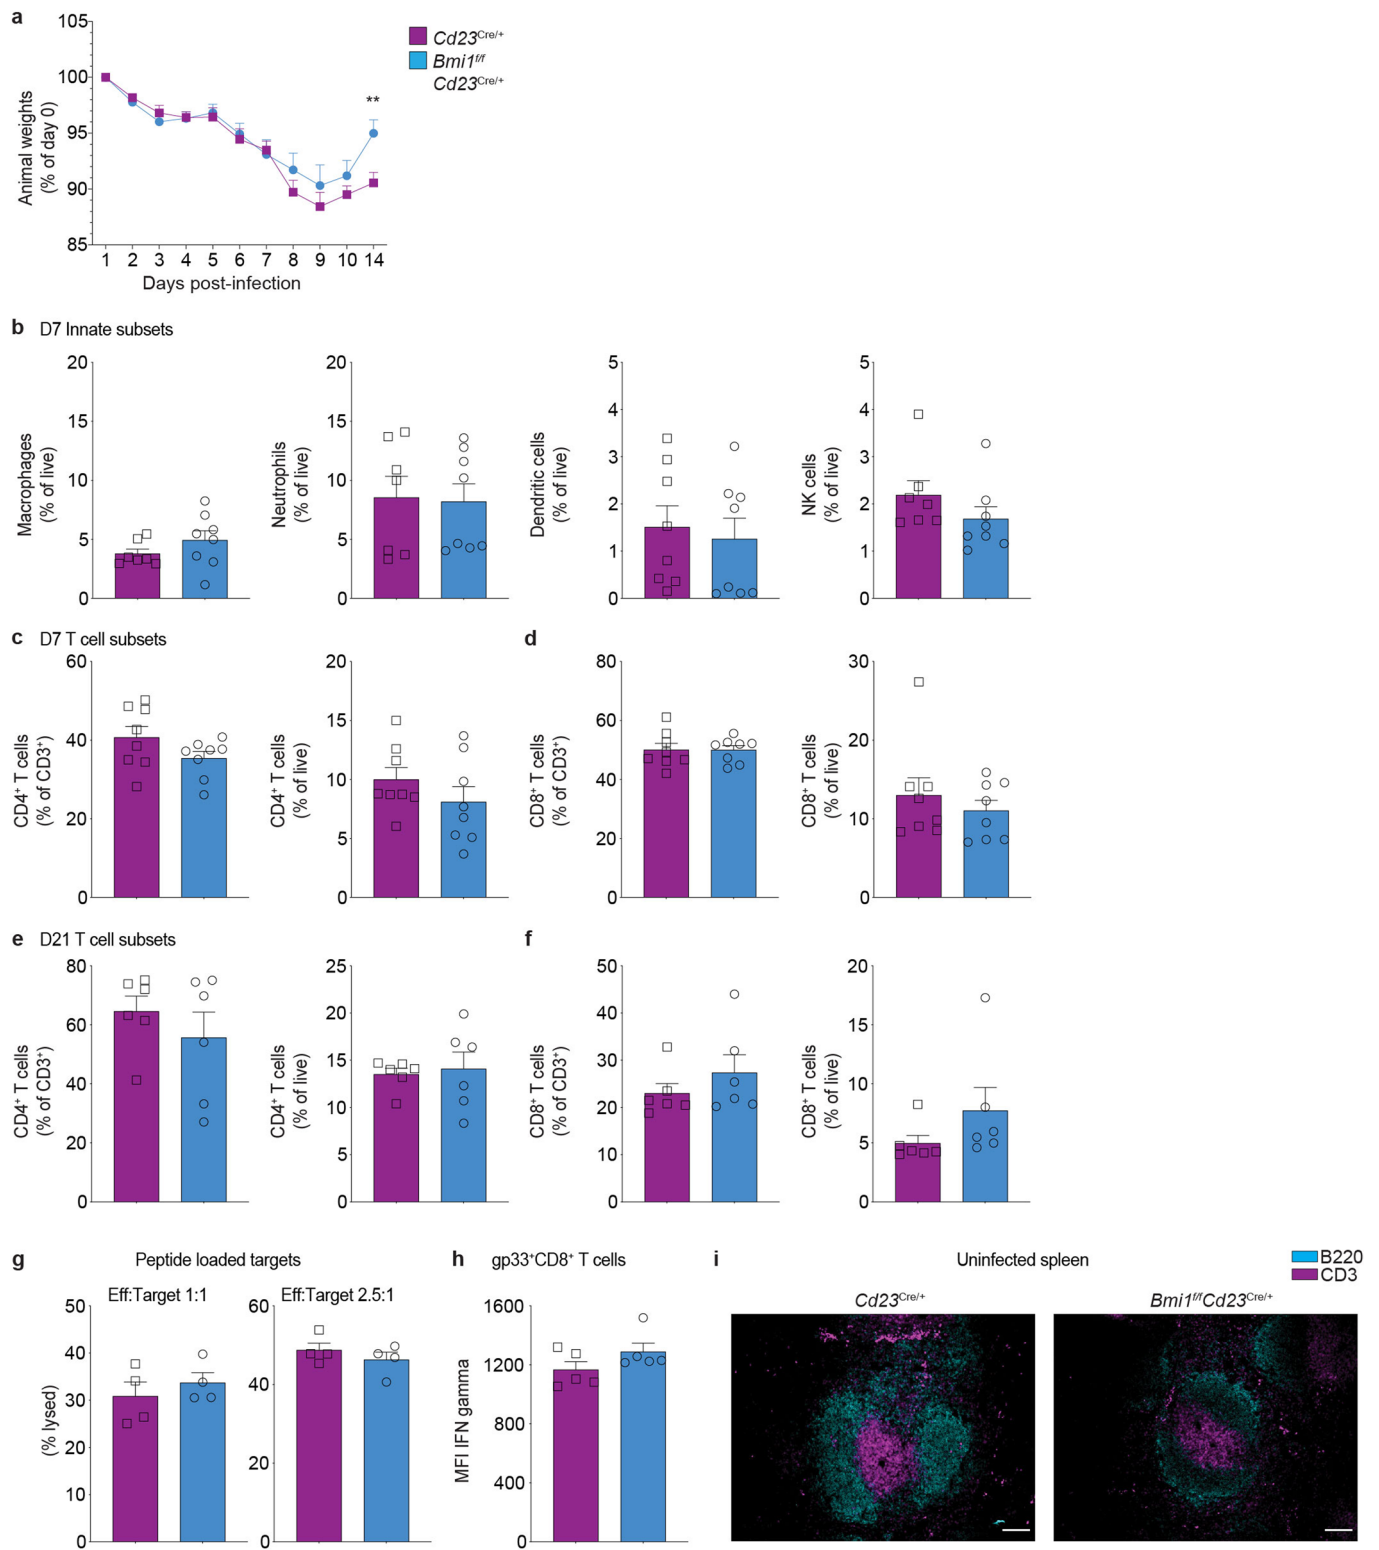 a
105
100
95
90
85
Animal weights
(% of day 0)
1 2 3 4 5 6 7 8 9 10 14
Days post-infection
**
Cd23Cre/+
Bmi1f/f
Cd23Cre/+
b D7 Innate subsets
20
15
10
5
0
Macrophages
(% of live)
20
15
10
5
0
Neutrophils
(% of live)
5
4
3
2
1
0
Dendritic cells
(% of live)
5
4
3
2
1
0
NK cells
(% of live)
c D7 T cell subsets
60
40
20
0
CD4+ T cells
(% of CD3+)
20
15
10
5
0
CD4+ T cells
(% of live)
d
80
60
40
20
0
CD8+ T cells
(% of CD3+)
30
20
10
0
CD8+ T cells
(% of live)
e D21 T cell subsets
80
60
40
20
0
CD4+ T cells
(% of CD3+)
25
20
15
10
5
0
CD4+ T cells
(% of live)
f
50
40
30
20
10
0
CD8+ T cells
(% of CD3+)
20
15
10
5
0
CD8+ T cells
(% of live)
g Peptide loaded targets
Eff:Target 1:1
50
40
30
20
10
0
(% lysed)
Eff:Target 2.5:1
60
40
20
0
h gp33+CD8+ T cells
1600
1200
800
400
0
MFI IFN gamma
i Uninfected spleen
B220
CD3
Cd23Cre/+
Bmi1f/fCd23Cre/+